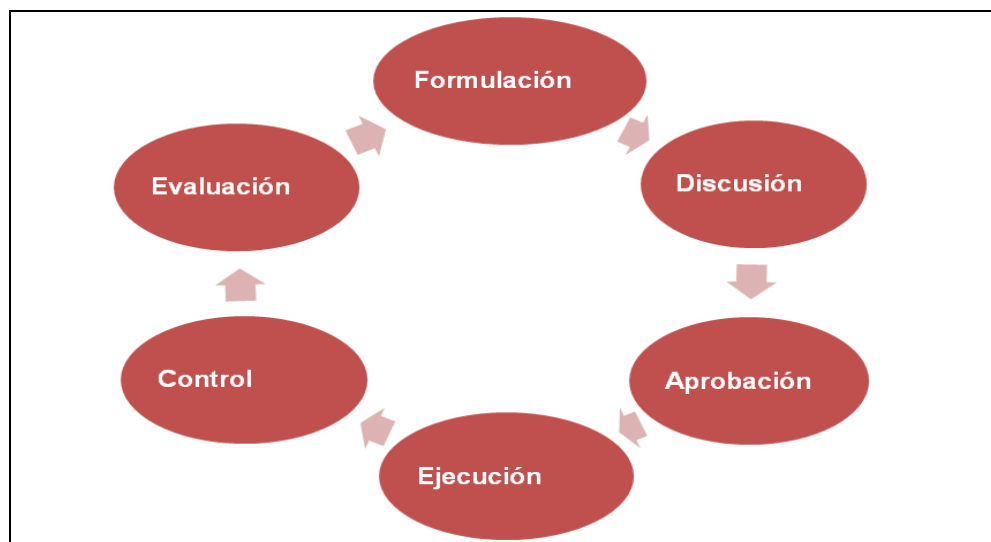 Formulación
Discusión
Aprobación
Ejecución
Control
Evaluación